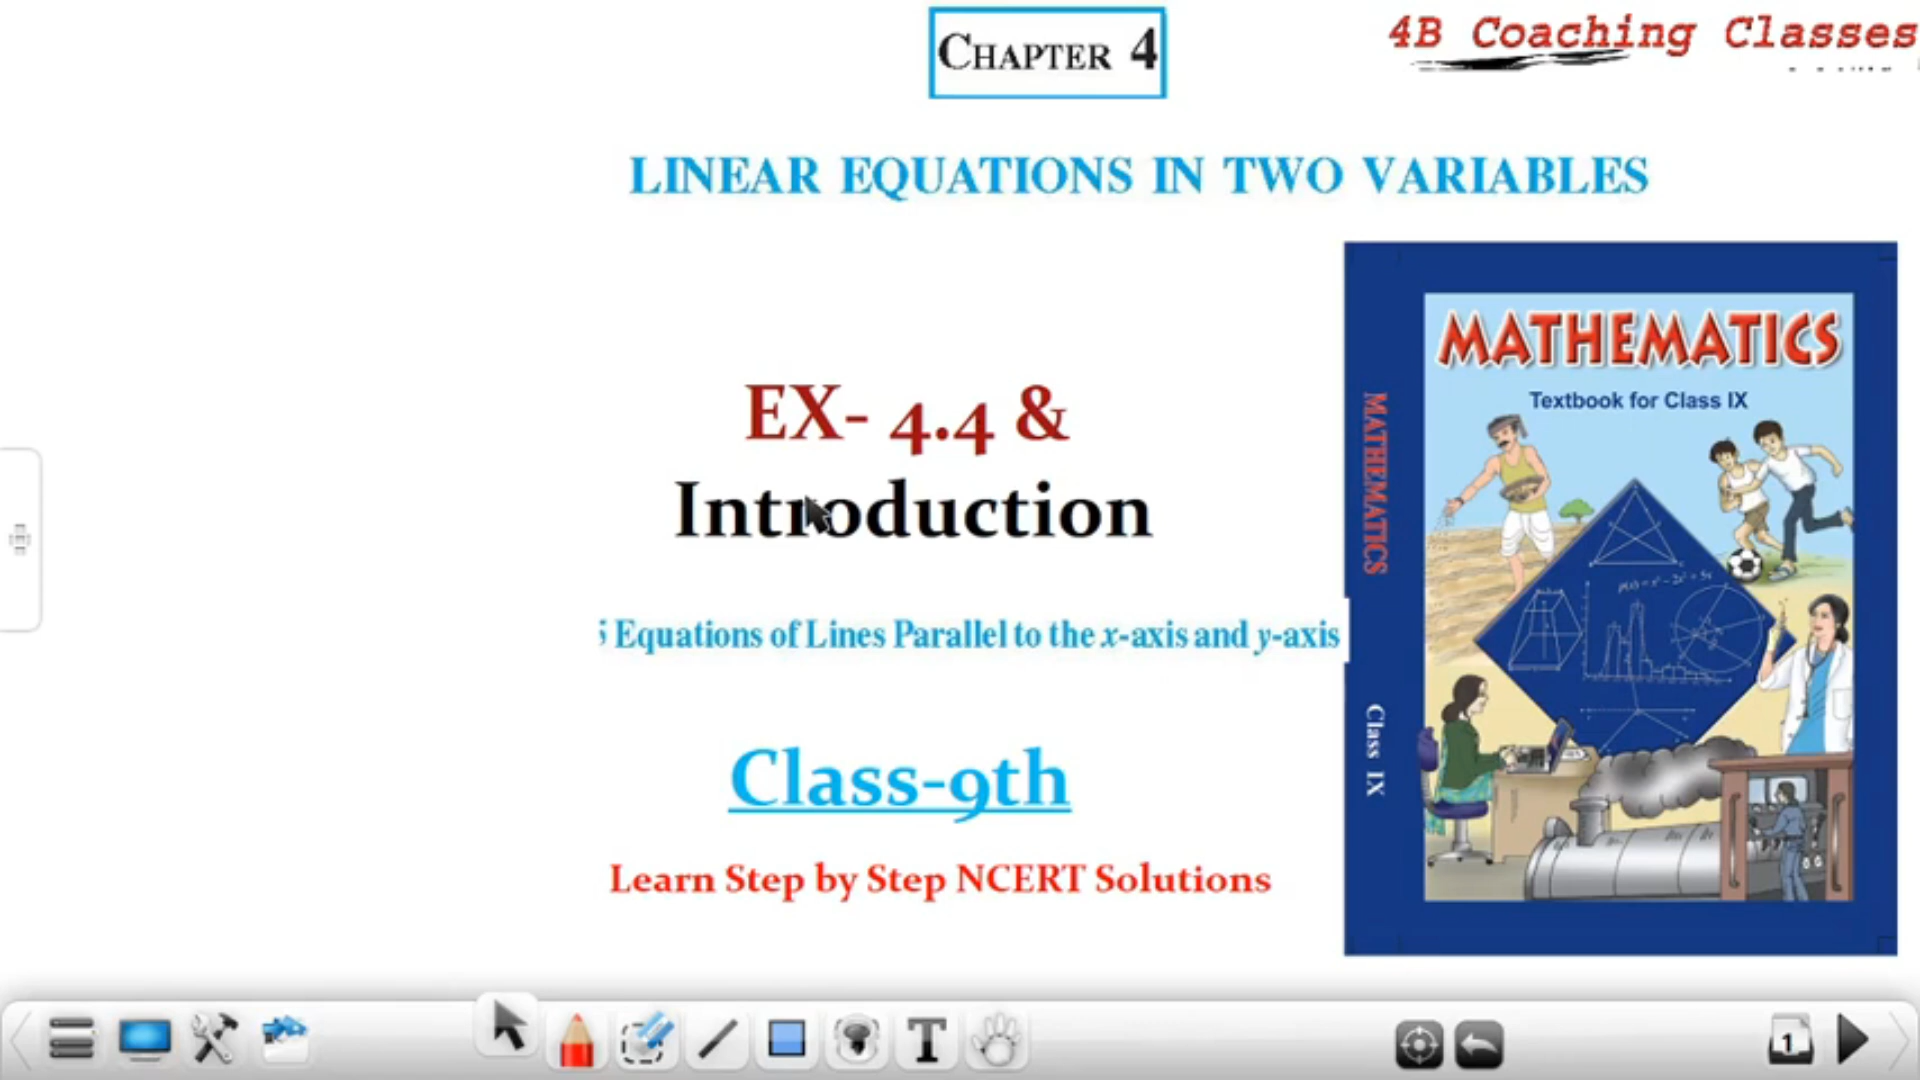 CHAPTER 4
4B Coaching Classes
LINEAR EQUATIONS IN TWO VARIABLES
MATHEMATICS
Textbook for Class IX
MATHEMATICS
Class IX
EX- 4.4 &
Introduction
5 Equations of Lines Parallel to the x-axis and y-axis
Class-9th
Learn Step by Step NCERT Solutions
T
1